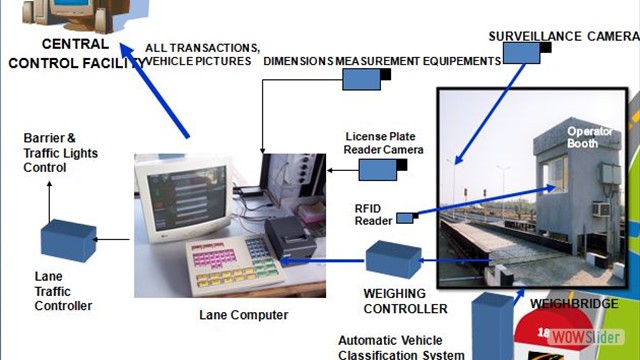 CENTRAL
CONTROL FACILITY
ALL TRANSACTIONS,
VEHICLE PICTURES
DIMENSIONS MEASUREMENT EQUIPEMENTS
SURVEILLANCE CAMERA
Barrier &
Traffic Lights
Control
License Plate
Reader Camera
Operator
Booth
RFID
Reader
Lane
Traffic
Controller
Lane Computer
WEIGHING
CONTROLLER
WEIGHBRIDGE
Automatic Vehicle
Classification System
18
WOWSlider